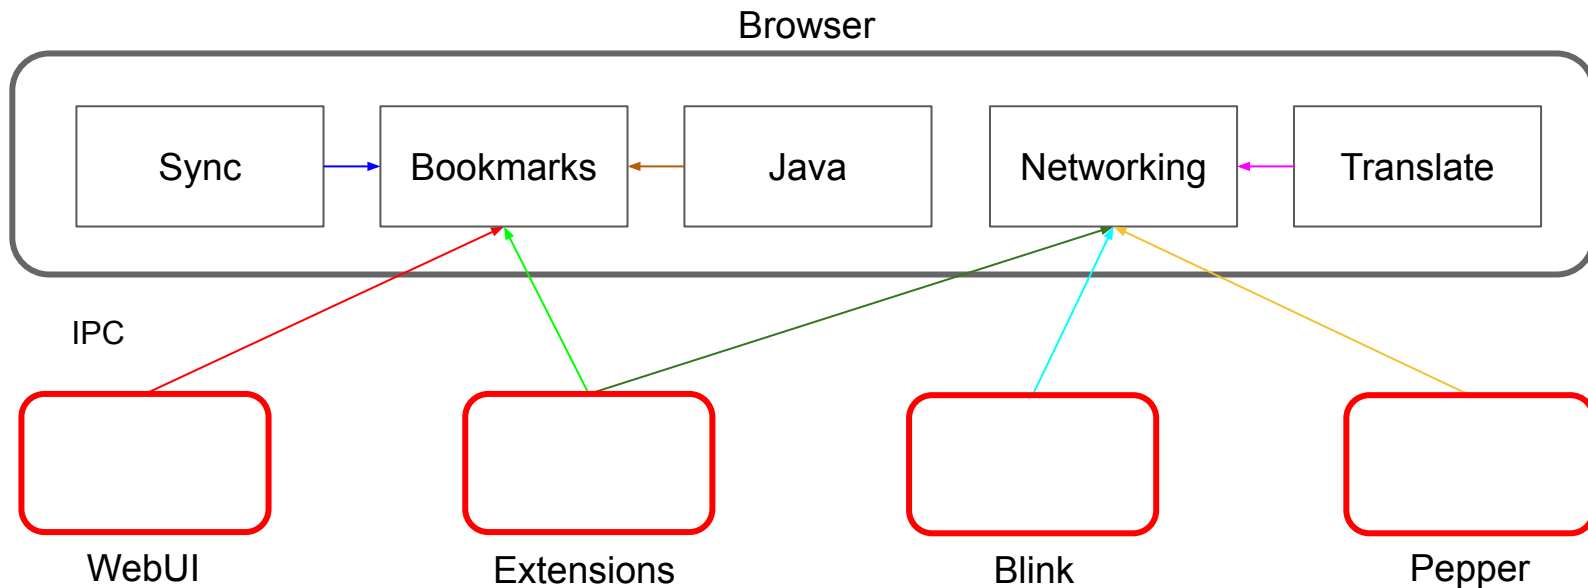 Browser
Sync
Bookmarks
Java
Networking
Translate
IPC
WebUI
Extensions
Blink
Pepper